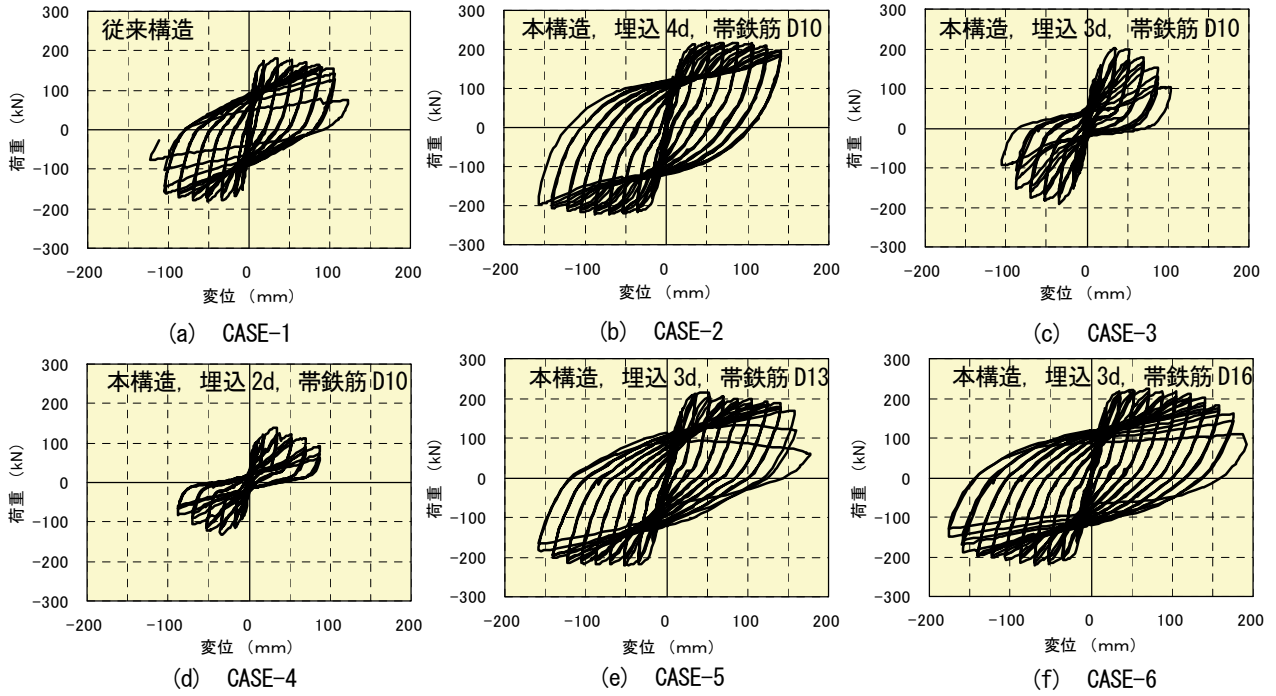 従来構造
300
200
100
0
-100
-200
-300
荷重 (kN)
-200 -100 0 100 200
変位 (mm)
(a) CASE-1
本構造, 埋込 4d, 帯鉄筋 D10
300
200
100
0
-100
-200
-300
荷重 (kN)
-200 -100 0 100 200
変位 (mm)
(b) CASE-2
本構造, 埋込 3d, 帯鉄筋 D10
300
200
100
0
-100
-200
-300
荷重 (kN)
-200 -100 0 100 200
変位 (mm)
(c) CASE-3
本構造, 埋込 2d, 帯鉄筋 D10
300
200
100
0
-100
-200
-300
荷重 (kN)
-200 -100 0 100 200
変位 (mm)
(d) CASE-4
本構造, 埋込 3d, 帯鉄筋 D13
300
200
100
0
-100
-200
-300
荷重 (kN)
-200 -100 0 100 200
変位 (mm)
(e) CASE-5
本構造, 埋込 3d, 帯鉄筋 D16
300
200
100
0
-100
-200
-300
荷重 (kN)
-200 -100 0 100 200
変位 (mm)
(f) CASE-6